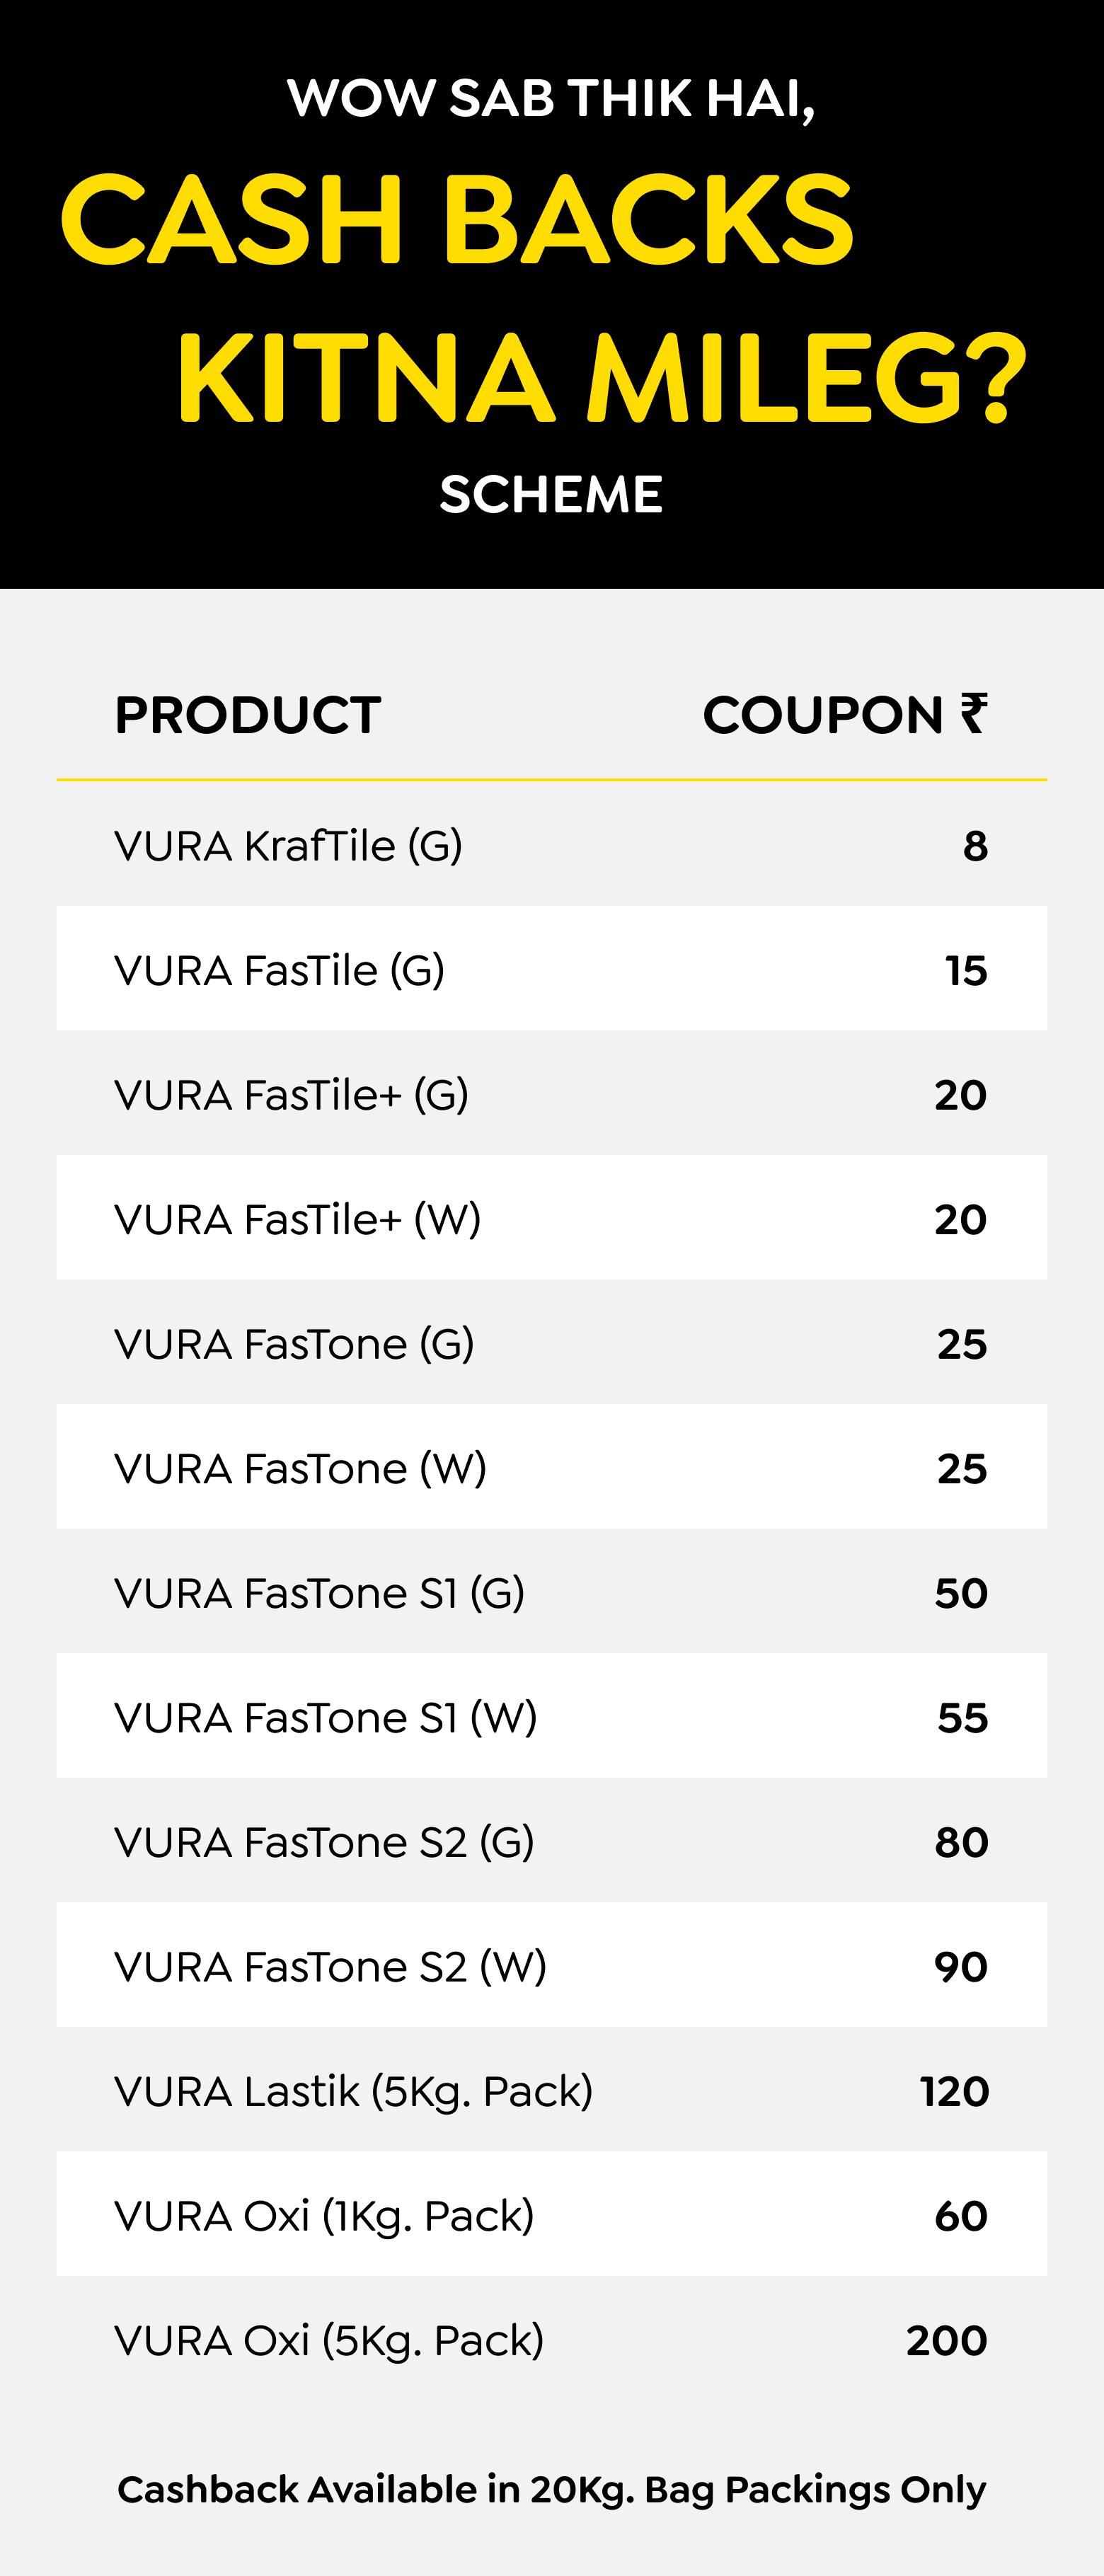 WOW SAB THIK HAI,
CASH BACKS
KITNA MILEG?
SCHEME
PRODUCT COUPON ₹
VURA KrafTile (G) 8
VURA FasTile (G) 15
VURA FasTile+ (G) 20
VURA FasTile+ (W) 20
VURA FasTone (G) 25
VURA FasTone (W) 25
VURA FasTone S1 (G) 50
VURA FasTone S1 (W) 55
VURA FasTone S2 (G) 80
VURA FasTone S2 (W) 90
VURA Lastik (5Kg. Pack) 120
VURA Oxi (1Kg. Pack) 60
VURA Oxi (5Kg. Pack) 200
Cashback Available in 20Kg. Bag Packings Only